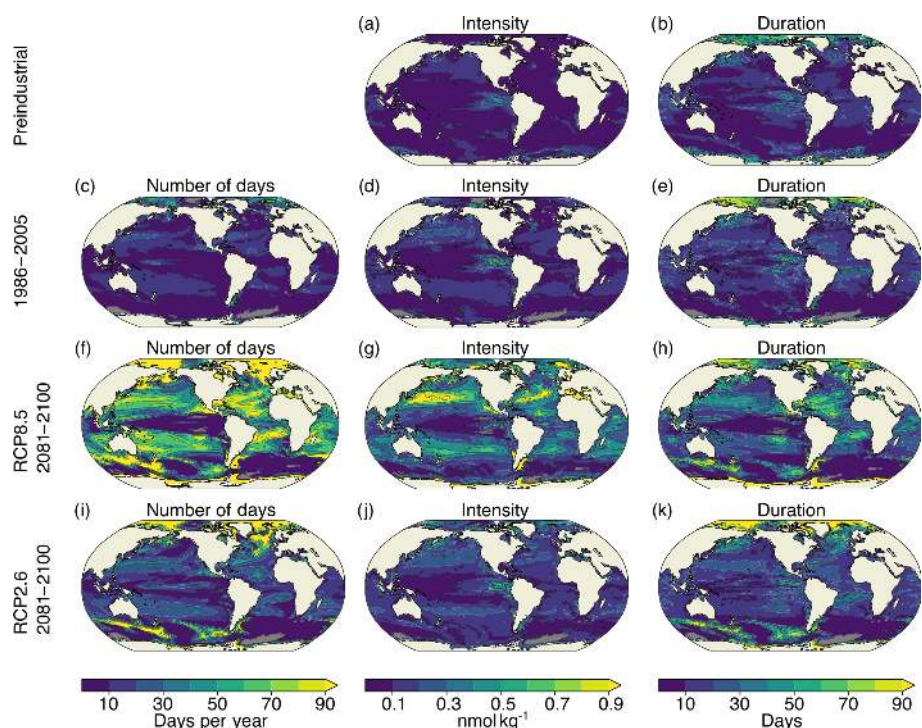 (a) Intensity
(b) Duration
Preindustrial
(c) Number of days
(d) Intensity
(e) Duration
1986–2005
(f) Number of days
(g) Intensity
(h) Duration
RCP8.5
2081–2100
(i) Number of days
(j) Intensity
(k) Duration
RCP2.6
2081–2100
10 30 50 70 90
0.1 0.3 0.5 0.7 0.9
10 30 50 70 90
Days per year
nmol kg⁻¹
Days